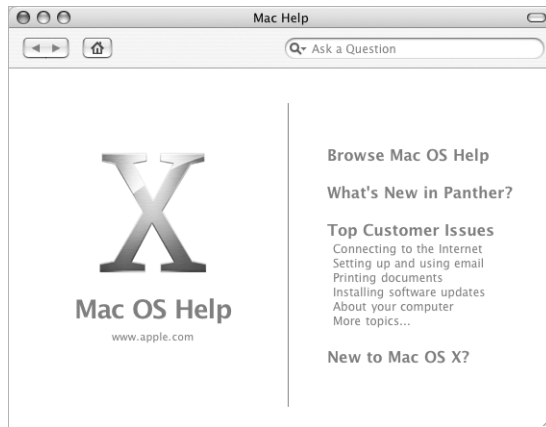 Mac Help
Ask a Question
X
Mac OS Help
www.apple.com
Browse Mac OS Help
What's New in Panther?
Top Customer Issues
Connecting to the Internet
Setting up and using email
Printing documents
Installing software updates
About your computer
More topics...
New to Mac OS X?